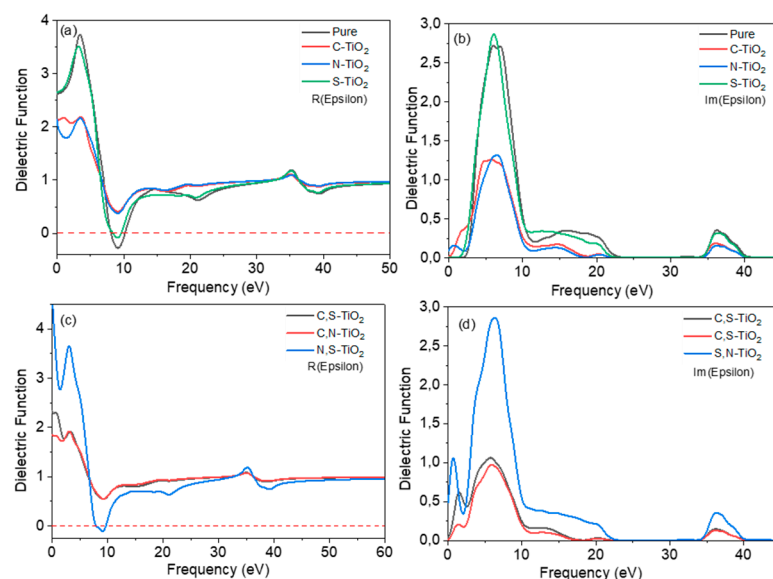 (a)
Pure
C-TiO₂
N-TiO₂
S-TiO₂
R(Epsilon)
Dielectric Function
4
3
2
1
0
0 10 20 30 40 50
Frequency (eV)
(b)
Pure
C-TiO₂
N-TiO₂
S-TiO₂
Im(Epsilon)
Dielectric Function
3,0
2,5
2,0
1,5
1,0
0,5
0,0
0 10 20 30 40
Frequency (eV)
(c)
C,S-TiO₂
C,N-TiO₂
N,S-TiO₂
R(Epsilon)
Dielectric Function
4
3
2
1
0
0 10 20 30 40 50 60
Frequency (eV)
(d)
C,S-TiO₂
C,S-TiO₂
S,N-TiO₂
Im(Epsilon)
Dielectric Function
3,0
2,5
2,0
1,5
1,0
0,5
0,0
0 10 20 30 40
Frequency (eV)